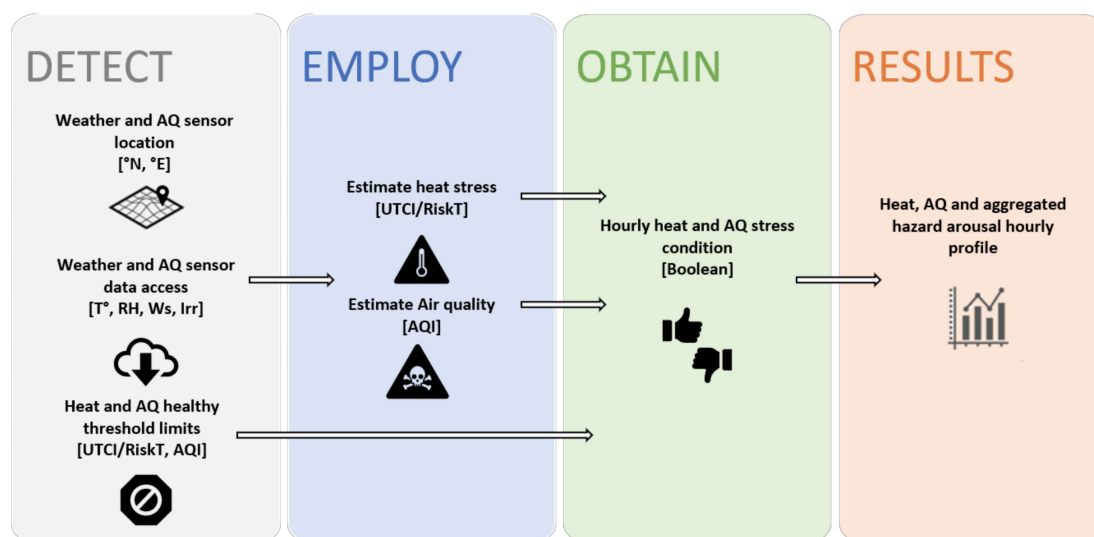 DETECT
Weather and AQ sensor
location
[°N, °E]
Weather and AQ sensor
data access
[T°, RH, Ws, Irr]
Heat and AQ healthy
threshold limits
[UTCI/RiskT, AQI]
EMPLOY
Estimate heat stress
[UTCI/RiskT]
Estimate Air quality
[AQI]
OBTAIN
Hourly heat and AQ stress
condition
[Boolean]
RESULTS
Heat, AQ and aggregated
hazard arousal hourly
profile